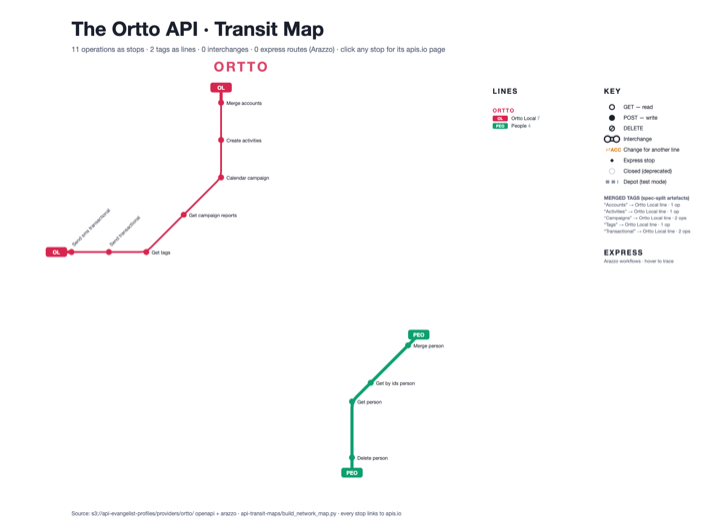 The Ortto API · Transit Map
11 operations as stops · 2 tags as lines · 0 interchanges · 0 express routes (Arazzo) · click any stop for its apis.io page
ORTTO
OL
Merge accounts
Create activities
Calendar campaign
Get campaign reports
Send sms transactional
Send transactional
OL
Get tags
PEO
Merge person
Get by ids person
Get person
Delete person
PEO
LINES
ORTTO
OL Ortto Local 7
PEO People 4
KEY
GET — read
POST — write
DELETE
Interchange
Change for another line
Express stop
Closed (deprecated)
Depot (test mode)
MERGED TAGS (spec-split artefacts)
"Accounts" → Ortto Local line · 1 op
"Activities" → Ortto Local line · 1 op
"Campaigns" → Ortto Local line · 2 ops
"Tags" → Ortto Local line · 1 op
"Transactional" → Ortto Local line · 2 ops
EXPRESS
Arazzo workflows · hover to trace
Source: s3://api-evangelist-profiles/providers/ortto/ openapi + arazzo · api-transit-maps/build_network_map.py · every stop links to apis.io